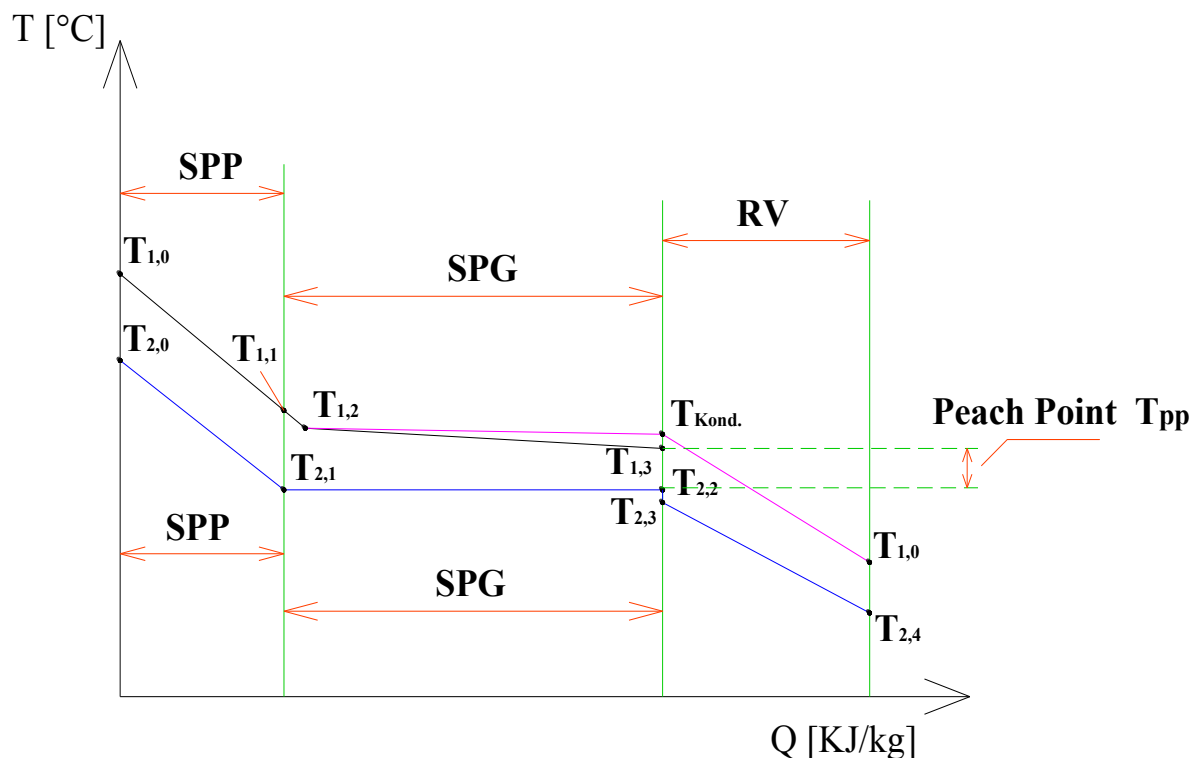 T [°C]
SPP
RV
T1,0
SPG
T2,0
T1,1
T1,2
TKond.
Peach Point Tpp
T1,3
T2,1
T2,2
T2,3
SPP
T1,0
SPG
T2,4
Q [KJ/kg]